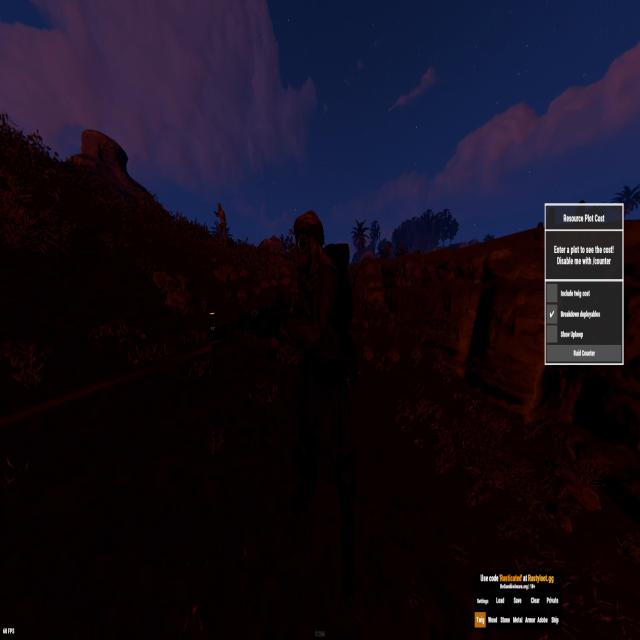 Resource Plot Cost
Enter a plot to see the cost!
Disable me with /counter
Include twig cost
Breakdown deployables
Show Upkeep
Raid Counter
Use code 'Rusticated' at Rustyloot.gg
Settings Load Save Clear Private
Twig Wood Stone Metal Armor Adobe Skip
60 FPS